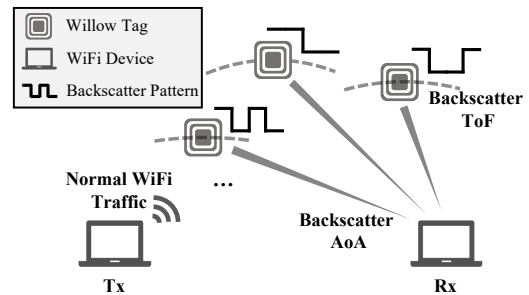 Willow Tag
WiFi Device
Backscatter Pattern
Backscatter
ToF
Normal WiFi
Traffic
...
Backscatter
AoA
Tx
Rx